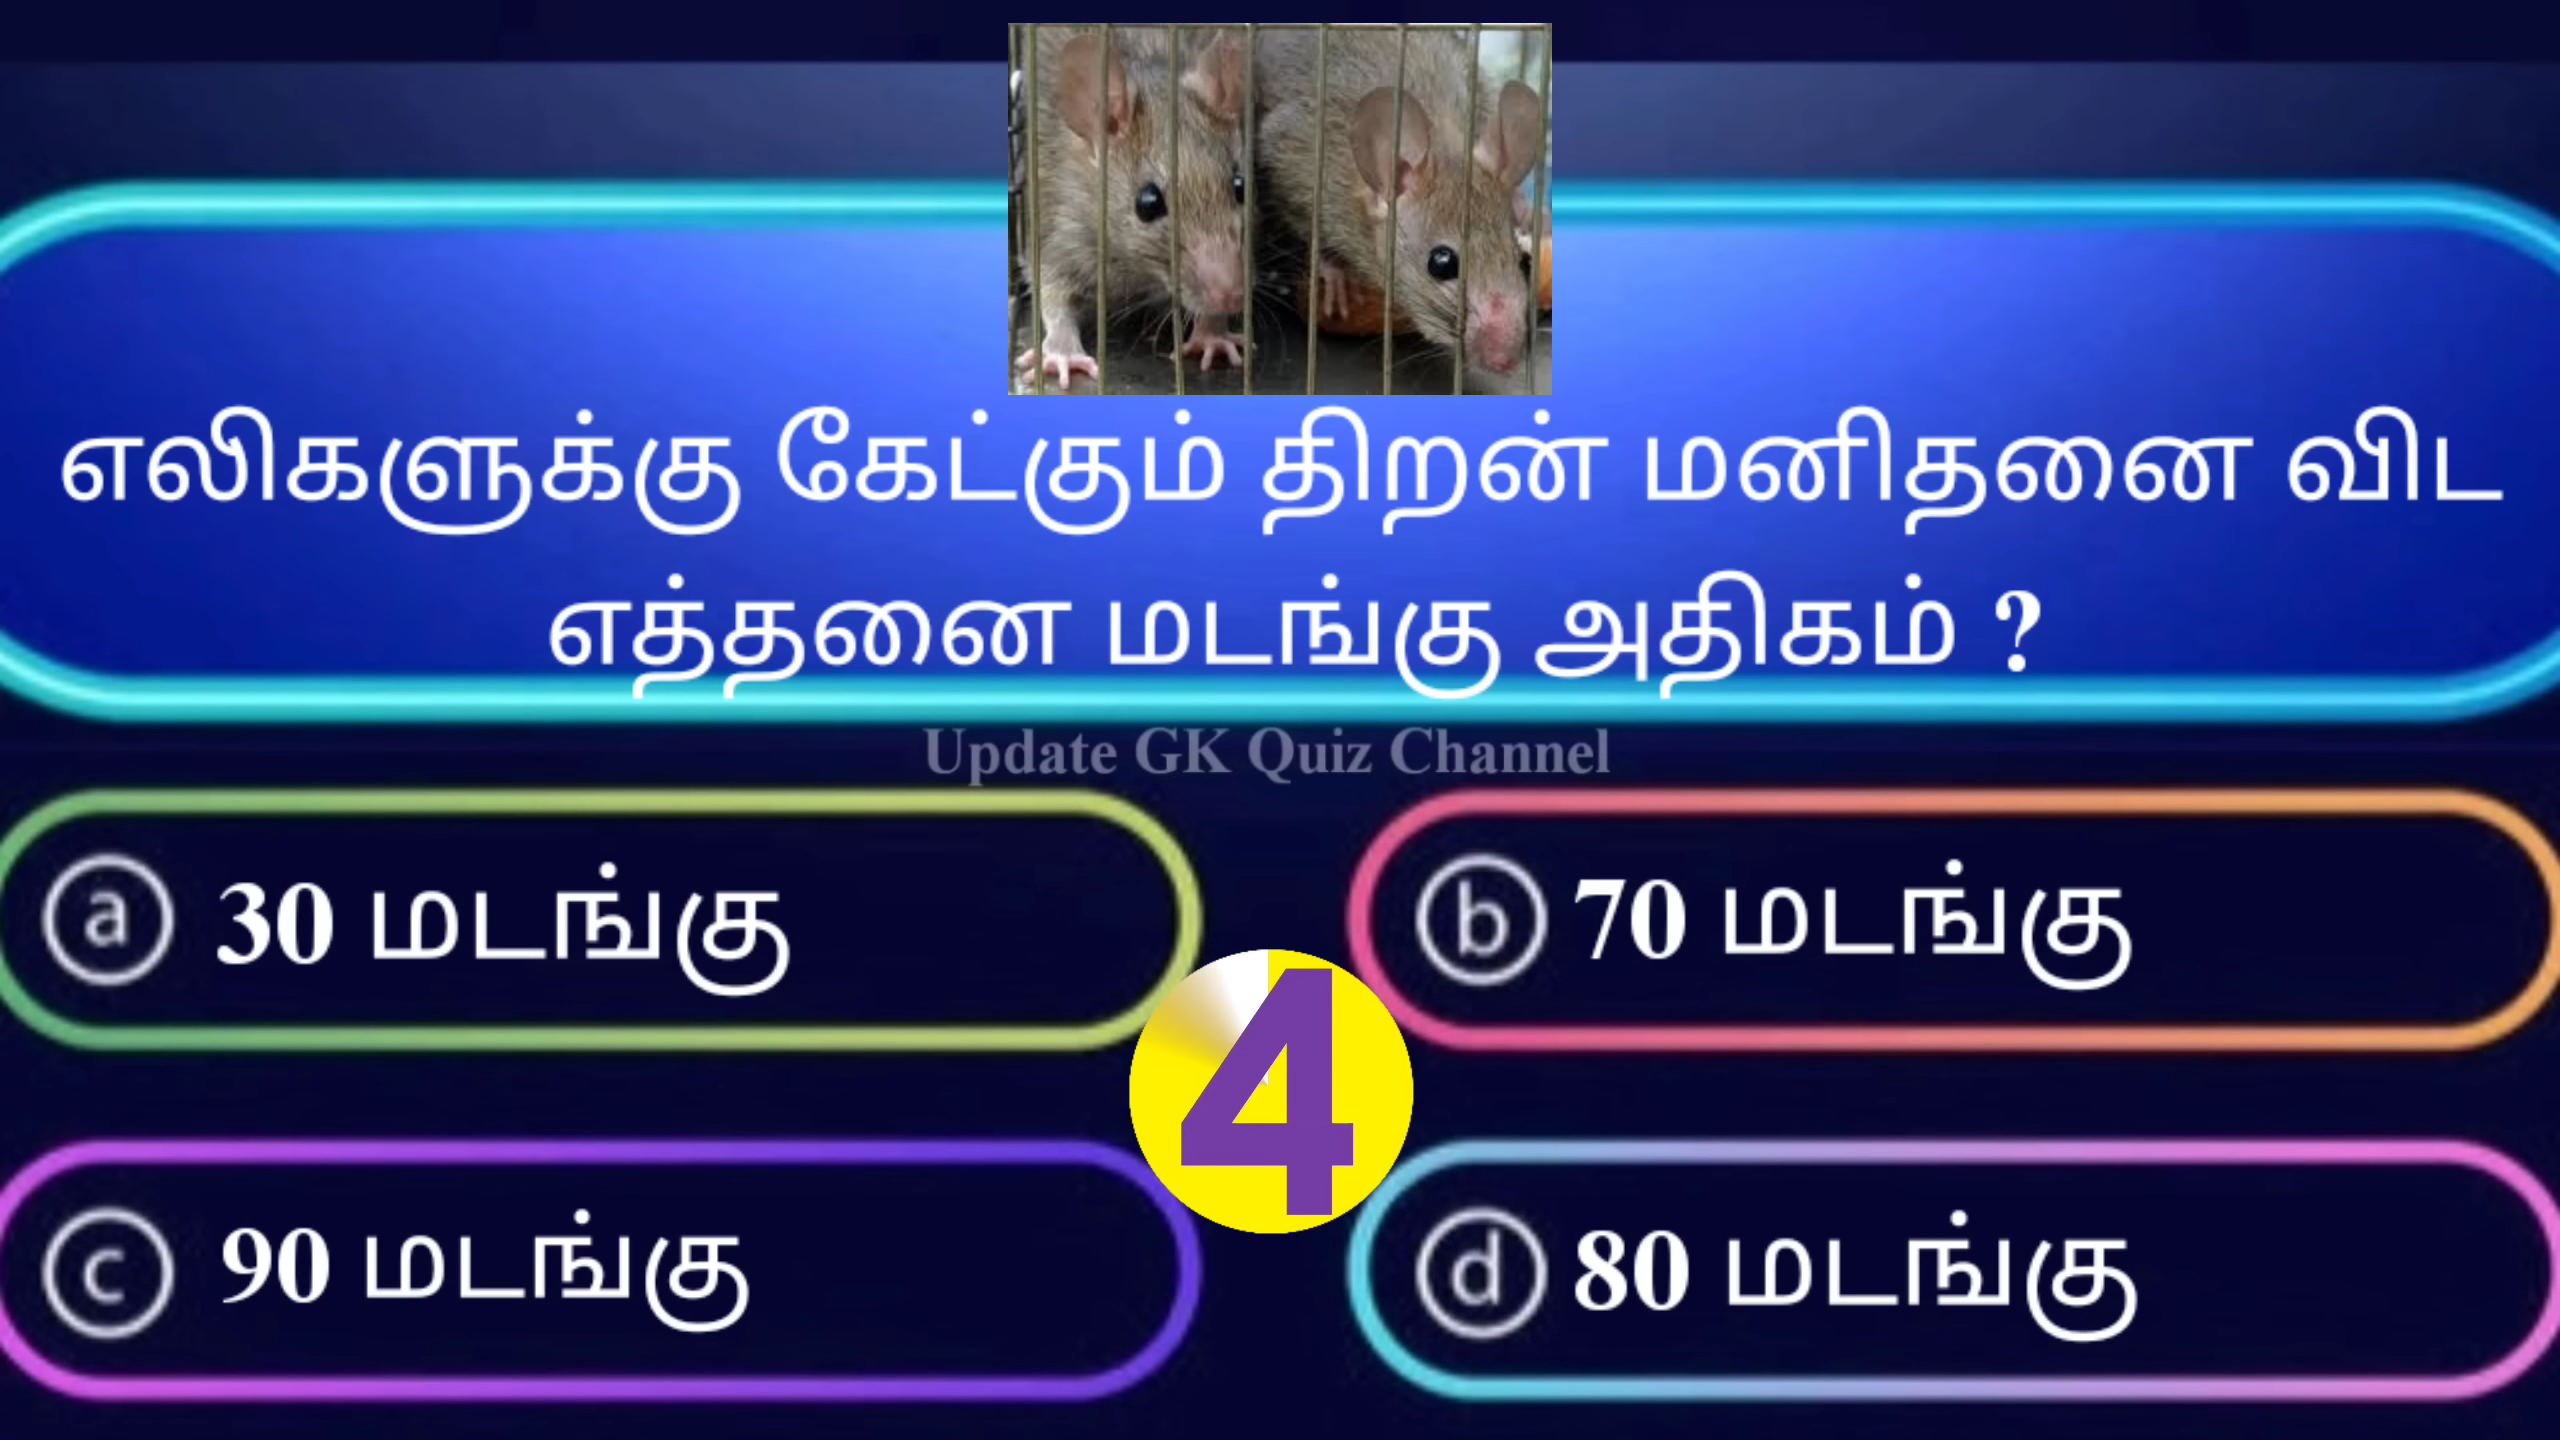 எலிகளுக்கு கேட்கும் திறன் மனிதனை விட
எத்தனை மடங்கு அதிகம் ?
Update GK Quiz Channel
a 30 மடங்கு
b 70 மடங்கு
4
c 90 மடங்கு
d 80 மடங்கு